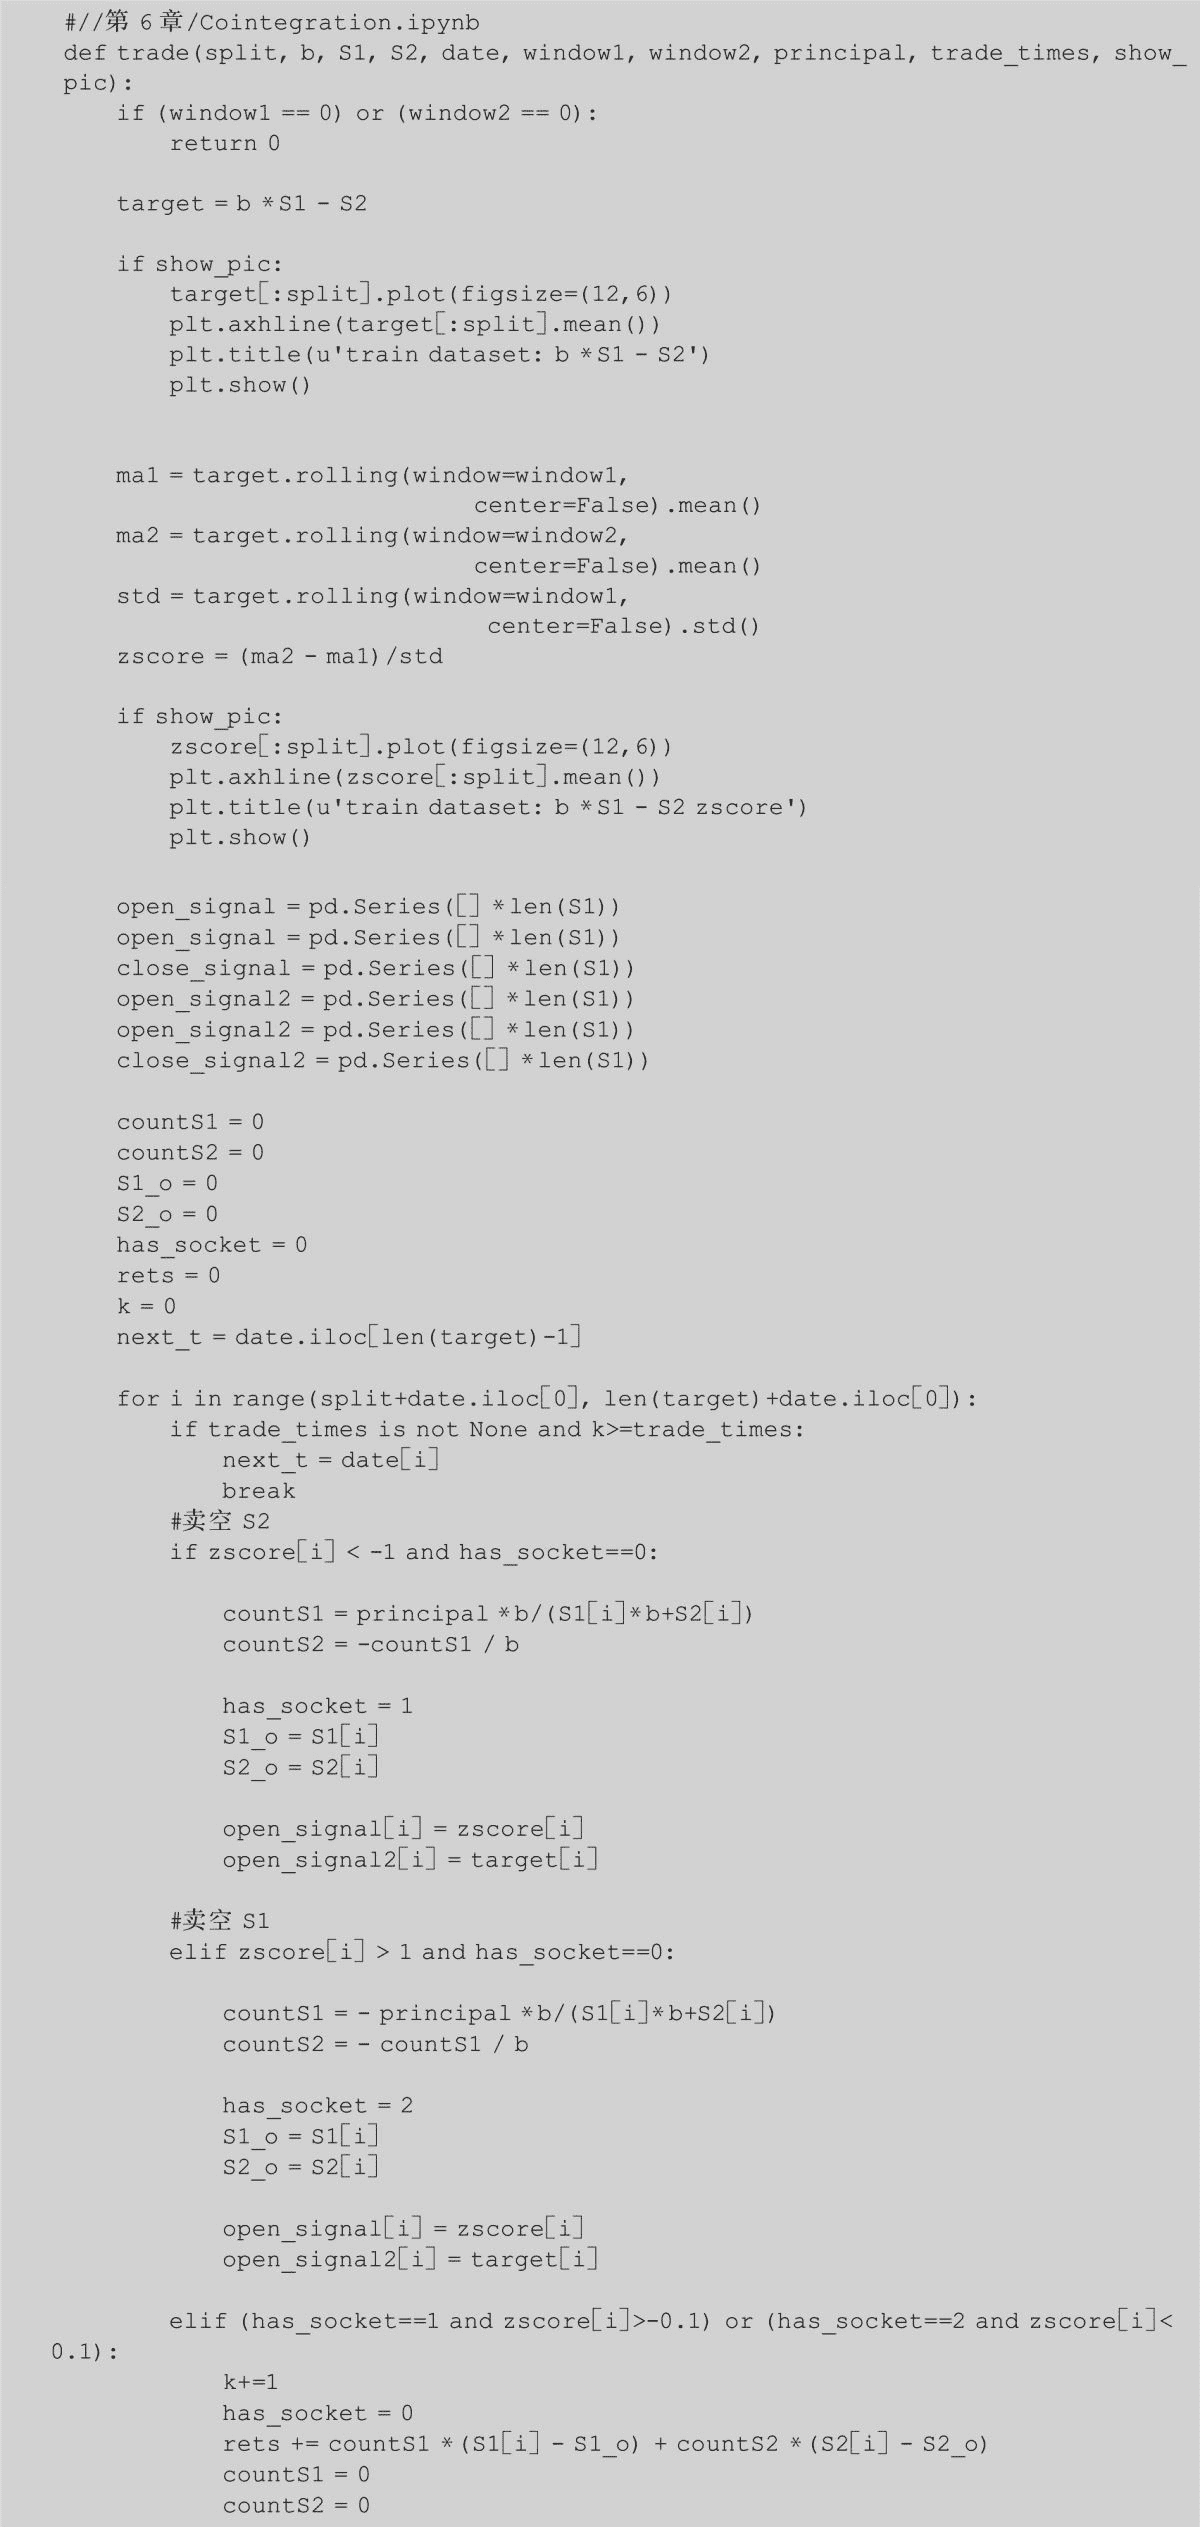 #//第 6 章/Cointegration.ipynb
def trade(split, b, S1, S2, date, window1, window2, principal, trade_times, show_
pic):
    if (window1 == 0) or (window2 == 0):
        return 0

    target = b *S1 - S2

    if show_pic:
        target[:split].plot(figsize=(12,6))
        plt.axhline(target[:split].mean())
        plt.title(u'train dataset: b *S1 - S2')
        plt.show()


    ma1 = target.rolling(window=window1,
                               center=False).mean()
    ma2 = target.rolling(window=window2,
                               center=False).mean()
    std = target.rolling(window=window1,
                                center=False).std()
    zscore = (ma2 - ma1)/std

    if show_pic:
        zscore[:split].plot(figsize=(12,6))
        plt.axhline(zscore[:split].mean())
        plt.title(u'train dataset: b *S1 - S2 zscore')
        plt.show()

    open_signal = pd.Series([] *len(S1))
    open_signal = pd.Series([] *len(S1))
    close_signal = pd.Series([] *len(S1))
    open_signal2 = pd.Series([] *len(S1))
    open_signal2 = pd.Series([] *len(S1))
    close_signal2 = pd.Series([] *len(S1))

    countS1 = 0
    countS2 = 0
    S1_o = 0
    S2_o = 0
    has_socket = 0
    rets = 0
    k = 0
    next_t = date.iloc[len(target)-1]

    for i in range(split+date.iloc[0], len(target)+date.iloc[0]):
        if trade_times is not None and k>=trade_times:
            next_t = date[i]
            break
        #卖空 S2
        if zscore[i] < -1 and has_socket==0:

            countS1 = principal *b/(S1[i]*b+S2[i])
            countS2 = -countS1 / b

            has_socket = 1
            S1_o = S1[i]
            S2_o = S2[i]

            open_signal[i] = zscore[i]
            open_signal2[i] = target[i]

        #卖空 S1
        elif zscore[i] > 1 and has_socket==0:

            countS1 = - principal *b/(S1[i]*b+S2[i])
            countS2 = - countS1 / b

            has_socket = 2
            S1_o = S1[i]
            S2_o = S2[i]

            open_signal[i] = zscore[i]
            open_signal2[i] = target[i]

        elif (has_socket==1 and zscore[i]>-0.1) or (has_socket==2 and zscore[i]<
0.1):
            k+=1
            has_socket = 0
            rets += countS1 *(S1[i] - S1_o) + countS2 *(S2[i] - S2_o)
            countS1 = 0
            countS2 = 0